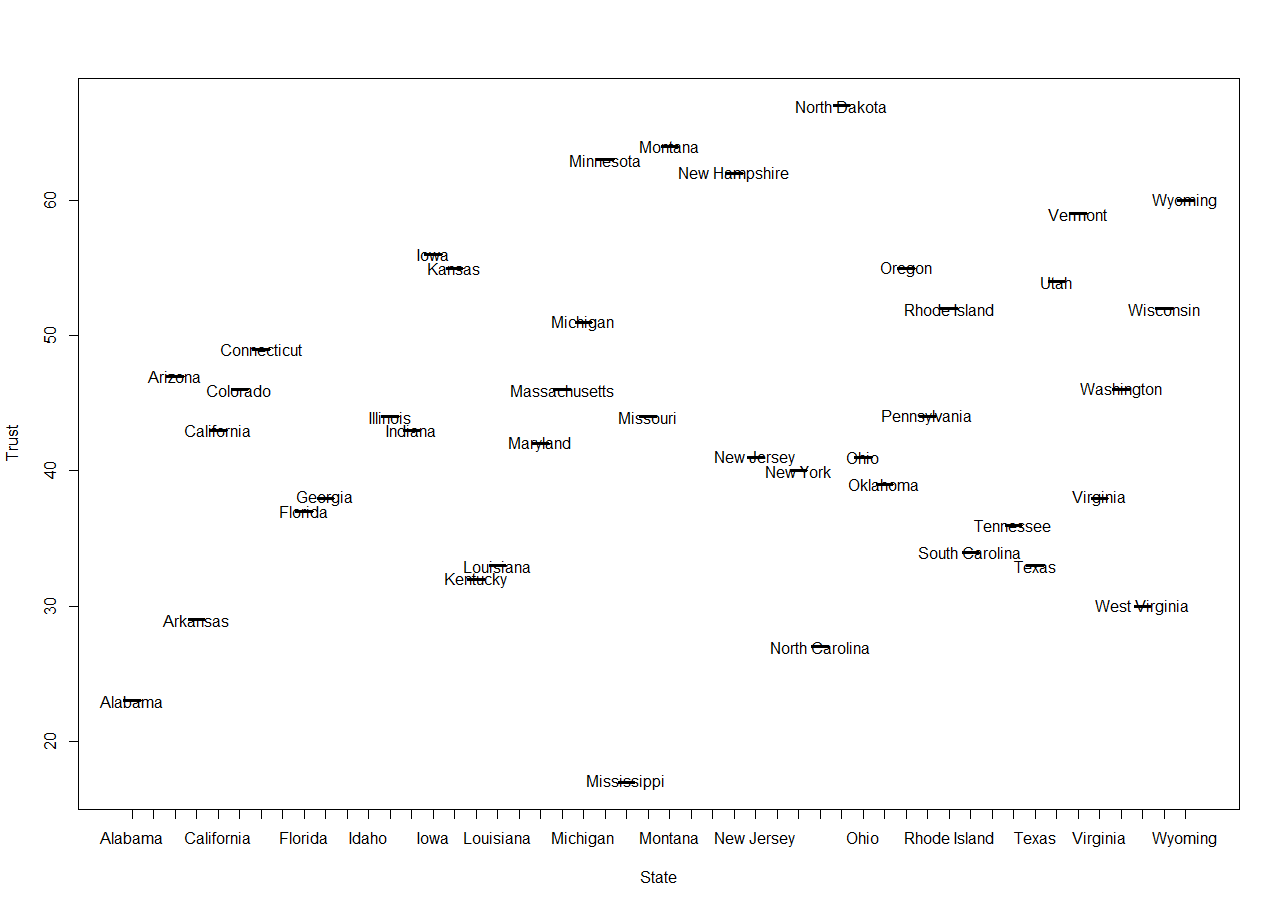 North Dakota
Montana
Minnesota
New Hampshire
60
Wyoming
Vermont
Iowa
Kansas
Oregon
Utah
Rhode Island
Wisconsin
Michigan
50
Connecticut
Arizona
Colorado
Massachusetts
Washington
Illinois
Missouri
Pennsylvania
California
Indiana
Maryland
Trust
New Jersey
Ohio
40
New York
Oklahoma
Georgia
Virginia
Florida
Tennessee
South Carolina
Louisiana
Texas
Kentucky
30
West Virginia
Arkansas
North Carolina
Alabama
20
Mississippi
Alabama California Florida Idaho Iowa Louisiana Michigan Montana New Jersey Ohio Rhode Island Texas Virginia Wyoming
State